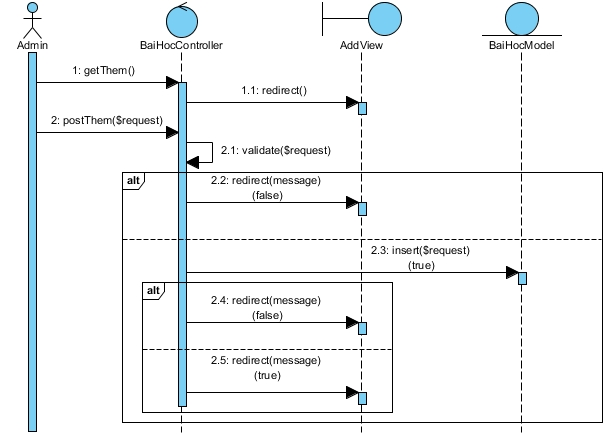 Admin
BaiHocController
AddView
BaiHocModel
1: getThem()
1.1: redirect()
2: postThem($request)
2.1: validate($request)
alt
2.2: redirect(message)
(false)
2.3: insert($request)
(true)
alt
2.4: redirect(message)
(false)
2.5: redirect(message)
(true)